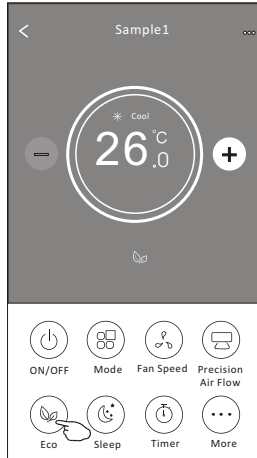 Sample1
Cool
26.0°C
ON/OFF Mode Fan Speed Precision Air Flow
Eco Sleep Timer More